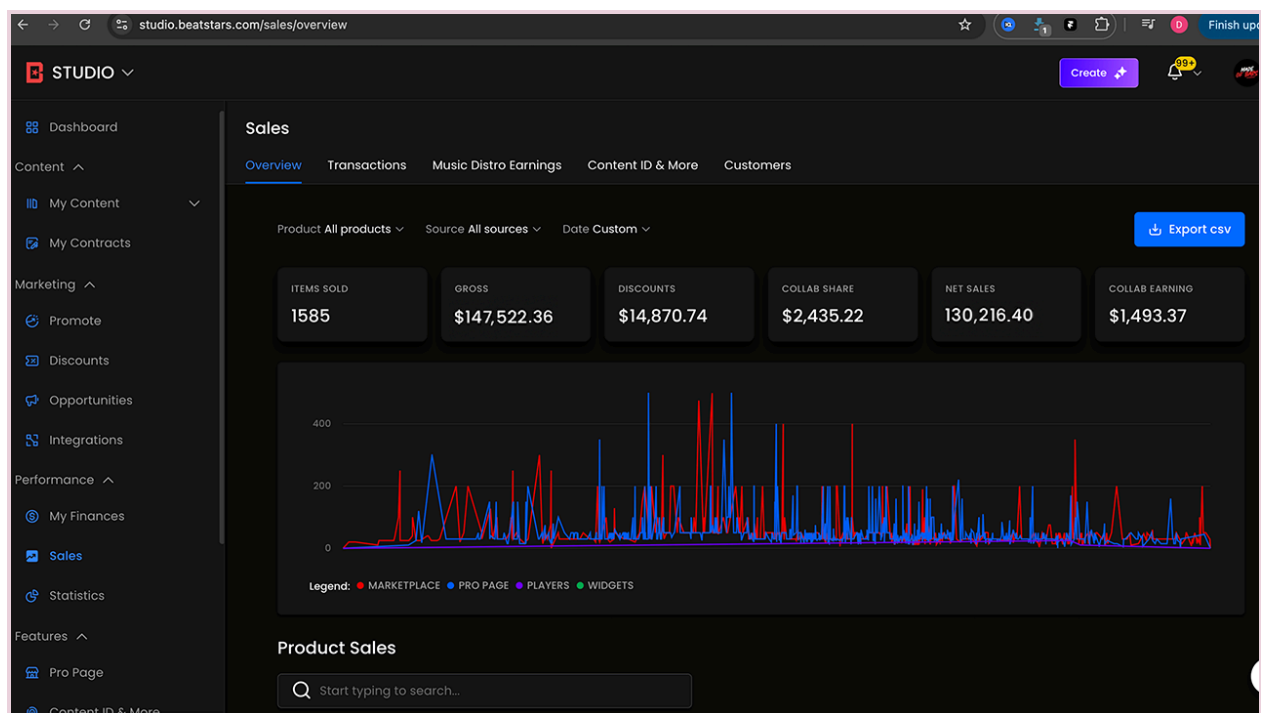 studio.beatstars.com/sales/overview
1
D
Finish upd
STUDIO
Create
99+
Dashboard
Content
My Content
My Contracts
Marketing
Promote
Discounts
Opportunities
Integrations
Performance
My Finances
Sales
Statistics
Features
Pro Page
Content ID & More
Sales
Overview Transactions Music Distro Earnings Content ID & More Customers
Product All products Source All sources Date Custom
Export csv
ITEMS SOLD GROSS DISCOUNTS COLLAB SHARE NET SALES COLLAB EARNING
1585 $147,522.36 $14,870.74 $2,435.22 130,216.40 $1,493.37
400
200
0
Legend: MARKETPLACE PRO PAGE PLAYERS WIDGETS
Product Sales
Start typing to search...